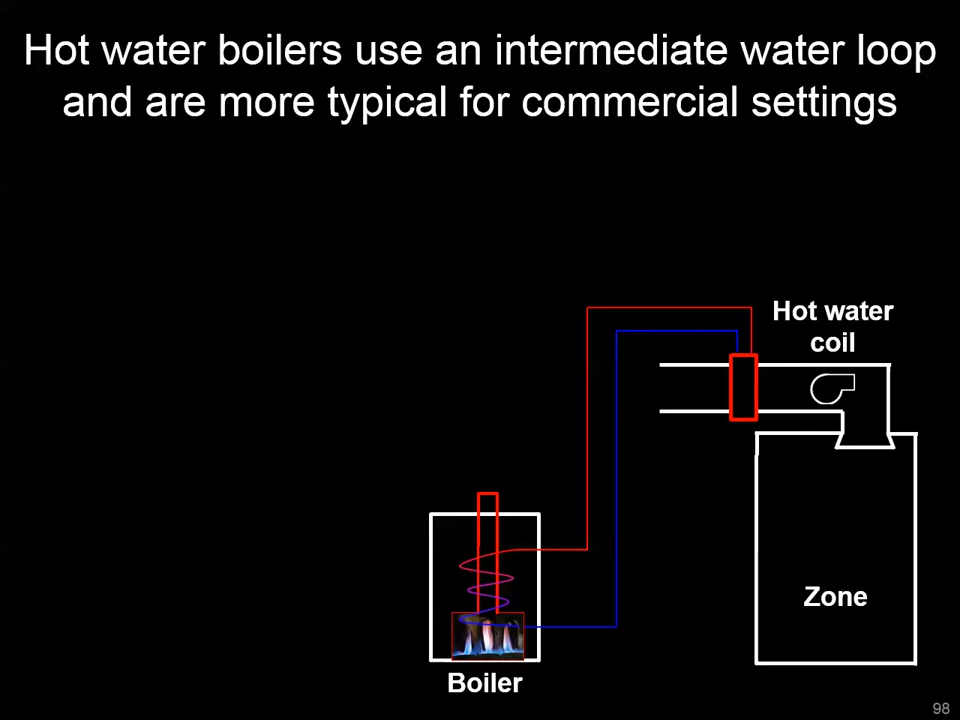 Hot water boilers use an intermediate water loop
and are more typical for commercial settings
Hot water
coil
Zone
Boiler
98